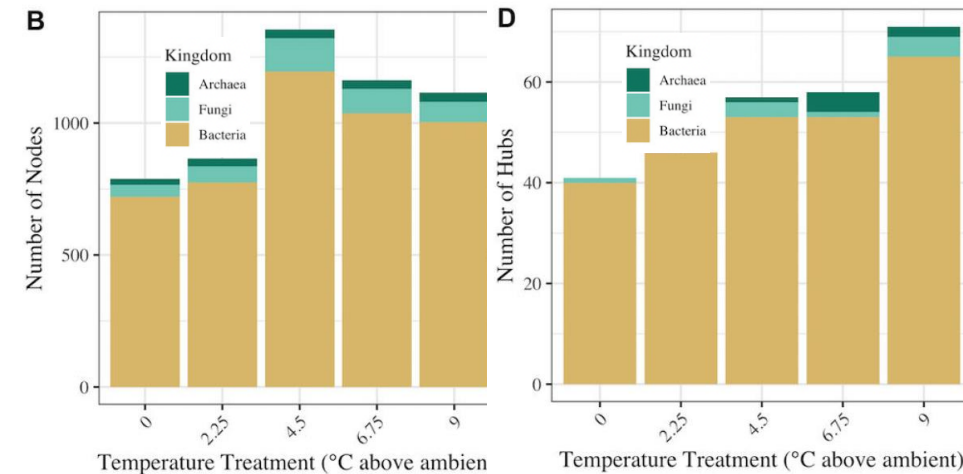 B
Number of Nodes
1000
500
0
Kingdom
Archaea
Fungi
Bacteria
0
2.25
4.5
6.75
9
Temperature Treatment (°C above ambien
D
Number of Hubs
60
40
20
0
Kingdom
Archaea
Fungi
Bacteria
0
2.25
4.5
6.75
9
Temperature Treatment (°C above ambient)